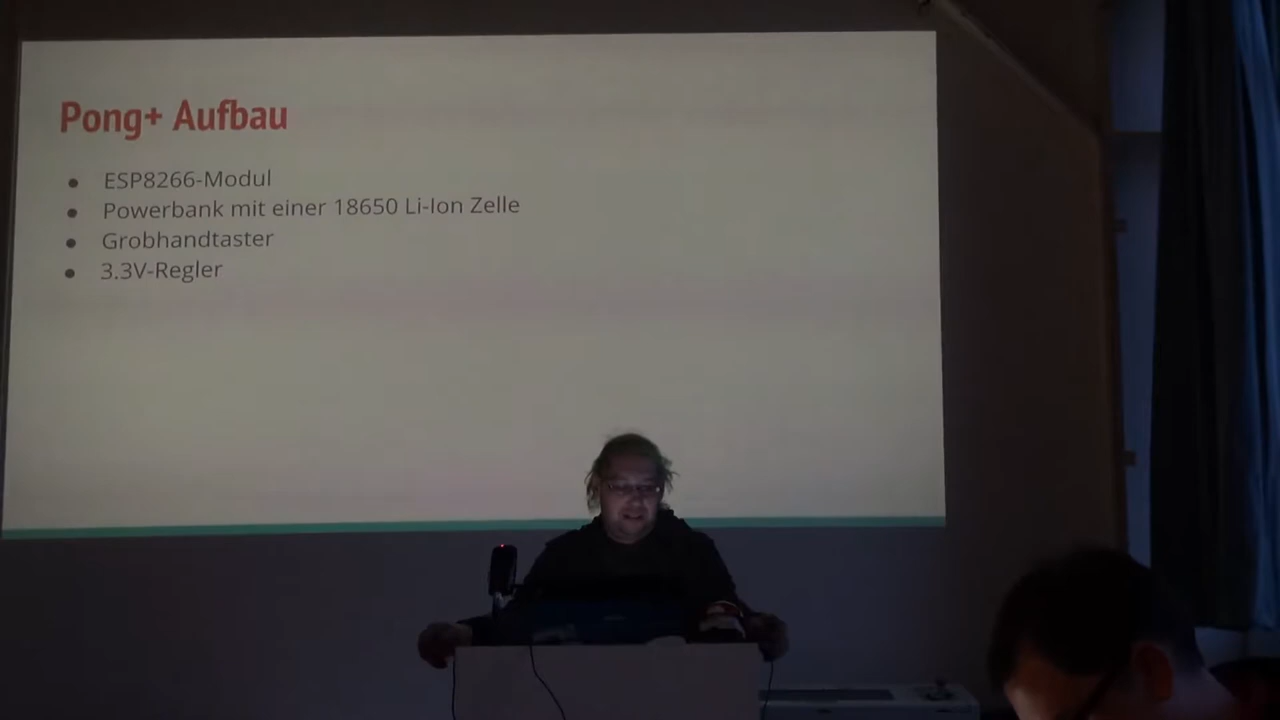 Pong+ Aufbau
ESP8266-Modul
Powerbank mit einer 18650 Li-Ion Zelle
Grobhandtaster
3.3V-Regler